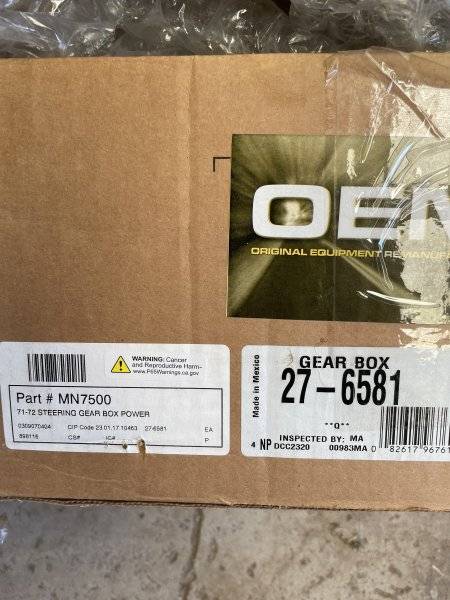 OEM
ORIGINAL EQUIPMENT REMANUF
WARNING: Cancer
and Reproductive Harm-
www.P65Warnings.ca.gov
Part # MN7500
71-72 STEERING GEAR BOX POWER
0309070404 CIP Code 23.01.17.10463 27-6581 EA
898116 CS# IC# P
Made in Mexico
GEAR BOX
27-6581
**0**
INSPECTED BY: MA
4 NP DCC2320 00983MA 0 82617 96761